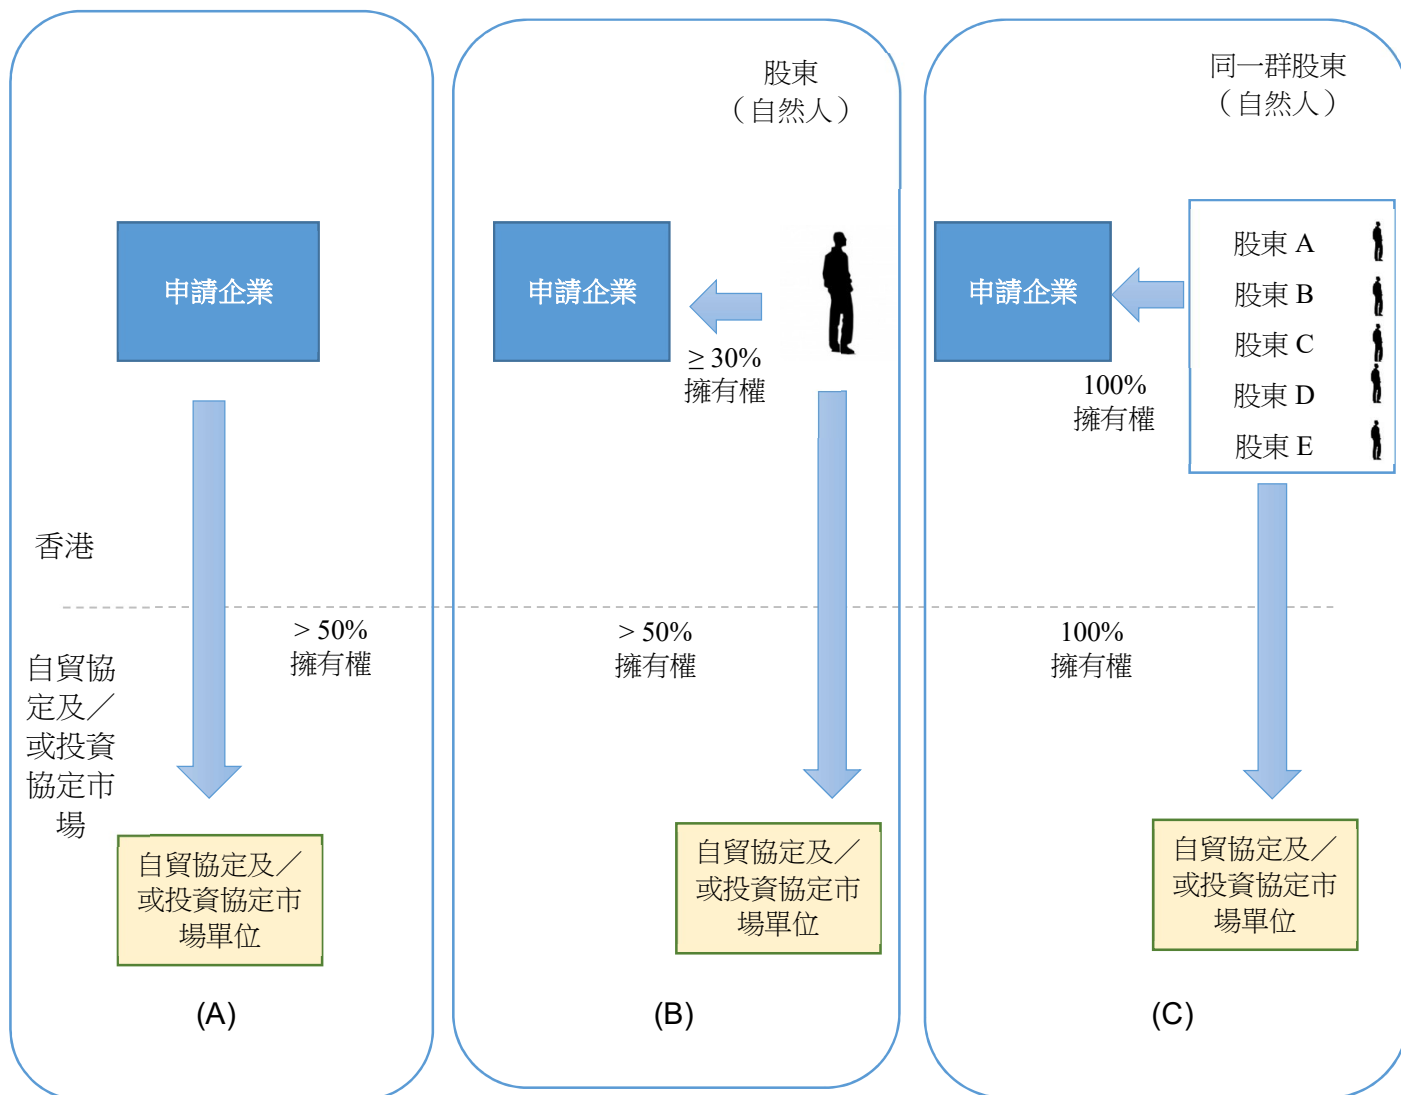 股東
（自然人）
同一群股東
（自然人）
申請企業
申請企業
申請企業
股東 A
股東 B
股東 C
股東 D
股東 E
≥ 30%
擁有權
100%
擁有權
香港
> 50%
擁有權
> 50%
擁有權
100%
擁有權
自貿協
定及／
或投資
協定市
場
自貿協定及／
或投資協定市
場單位
自貿協定及／
或投資協定市
場單位
自貿協定及／
或投資協定市
場單位
(A)
(B)
(C)